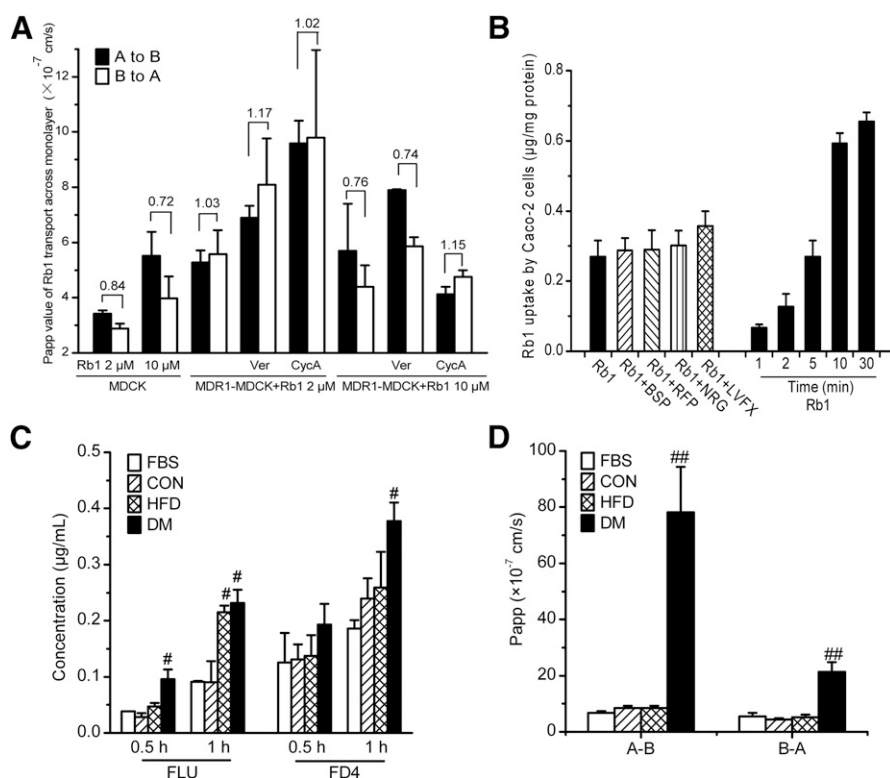 A
Papp value of Rb1 transport across monolayer (×10⁻⁷ cm/s)
12
10
8
6
4
2
A to B
B to A
0.84
0.72
1.03
1.17
1.02
0.76
0.74
1.15
Rb1 2 µM
10 µM
Ver
CycA
Ver
CycA
MDCK
MDR1-MDCK+Rb1 2 µM
MDR1-MDCK+Rb1 10 µM
B
Rb1 uptake by Caco-2 cells (µg/mg protein)
0.8
0.6
0.4
0.2
0.0
Rb1
Rb1+BSP
Rb1+RFP
Rb1+NRG
Rb1+LVFX
1 2 5 10 30
Time (min)
Rb1
C
Concentration (µg/mL)
0.5
0.4
0.3
0.2
0.1
0.0
FBS
CON
HFD
DM
#
#
#
#
0.5 h
1 h
0.5 h
1 h
FLU
FD4
D
Papp (×10⁻⁷ cm/s)
100
80
60
40
20
0
FBS
CON
HFD
DM
##
##
A-B
B-A